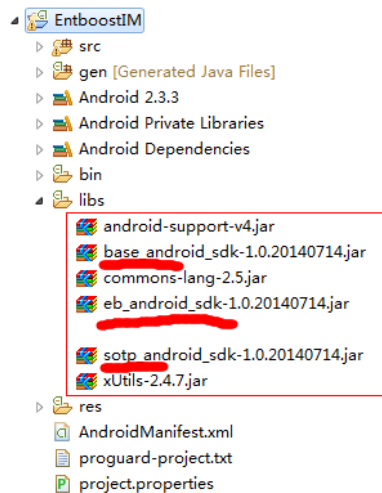 EntboostIM
src
gen [Generated Java Files]
Android 2.3.3
Android Private Libraries
Android Dependencies
bin
libs
android-support-v4.jar
base_android_sdk-1.0.20140714.jar
commons-lang-2.5.jar
eb_android_sdk-1.0.20140714.jar
sotp_android_sdk-1.0.20140714.jar
xUtils-2.4.7.jar
res
AndroidManifest.xml
proguard-project.txt
project.properties